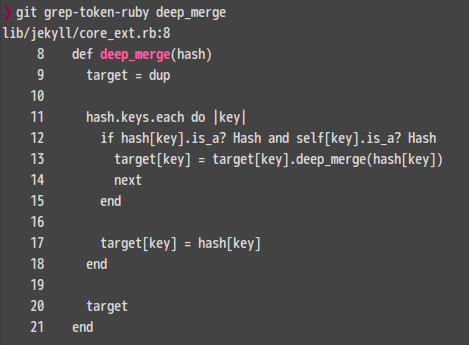 ❯ git grep-token-ruby deep_merge
lib/jekyll/core_ext.rb:8
    8    def deep_merge(hash)
    9      target = dup
   10
   11      hash.keys.each do |key|
   12        if hash[key].is_a? Hash and self[key].is_a? Hash
   13          target[key] = target[key].deep_merge(hash[key])
   14          next
   15        end
   16
   17        target[key] = hash[key]
   18      end
   19
   20      target
   21    end